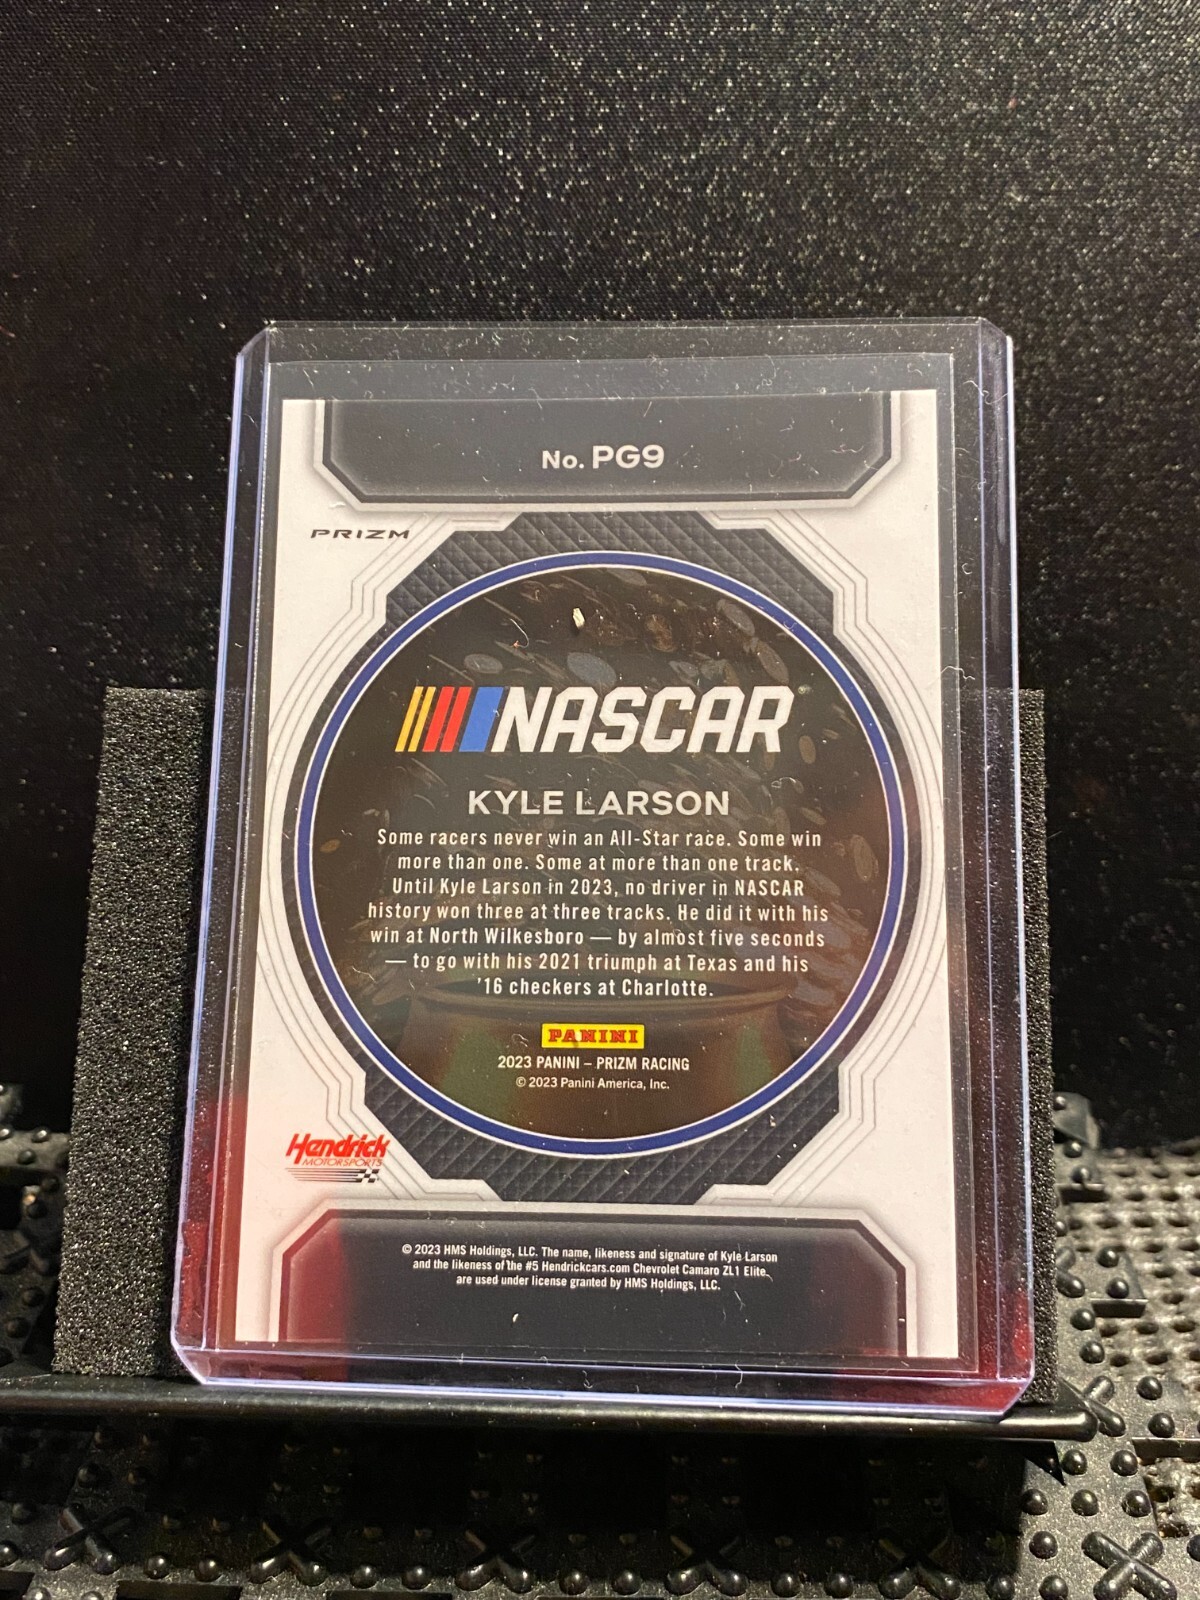 No. PG9
PRIZM
NASCAR
KYLE LARSON
Some racers never win an All-Star race. Some win
more than one. Some at more than one track.
Until Kyle Larson in 2023, no driver in NASCAR
history won three at three tracks. He did it with his
win at North Wilkesboro — by almost five seconds
— to go with his 2021 triumph at Texas and his
'16 checkers at Charlotte.
PANINI
2023 PANINI – PRIZM RACING
© 2023 Panini America, Inc.
Hendrick
MOTORSPORTS
© 2023 HMS Holdings, LLC. The name, likeness and signature of Kyle Larson
and the likeness of the #5 Hendrickcars.com Chevrolet Camaro ZL1 Elite
are used under license granted by HMS Holdings, LLC.